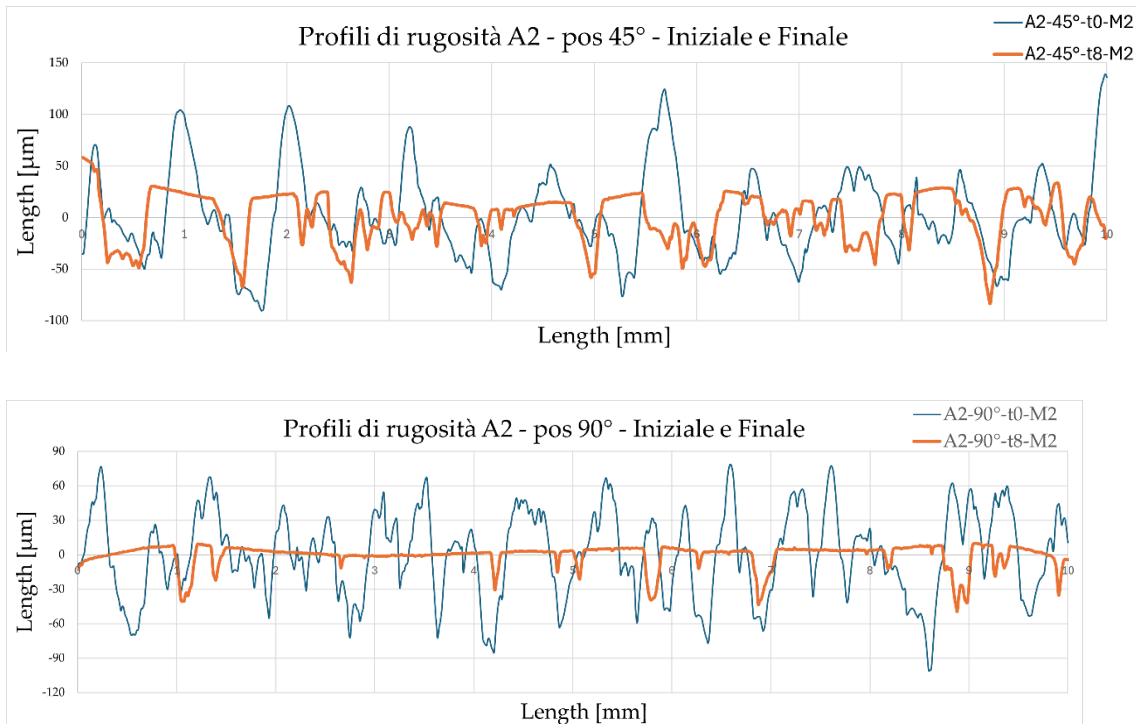 Profili di rugosità A2 - pos 45° - Iniziale e Finale
A2-45°-t0-M2
A2-45°-t8-M2
Length [µm]
150
100
50
0
-50
-100
0 1 2 3 4 5 6 7 8 9 10
Length [mm]
Profili di rugosità A2 - pos 90° - Iniziale e Finale
A2-90°-t0-M2
A2-90°-t8-M2
Length [µm]
90
60
30
0
-30
-60
-90
-120
0 1 2 3 4 5 6 7 8 9 10
Length [mm]